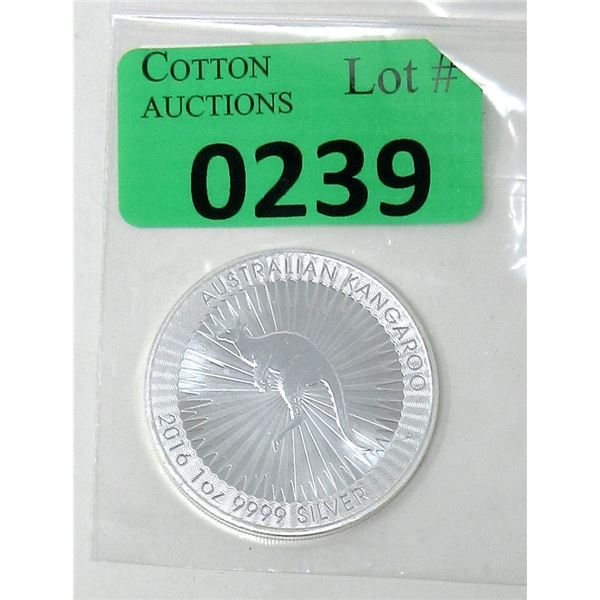 COTTON
AUCTIONS
Lot #
0239
AUSTRALIAN KANGAROO
2016 1oz 9999 SILVER